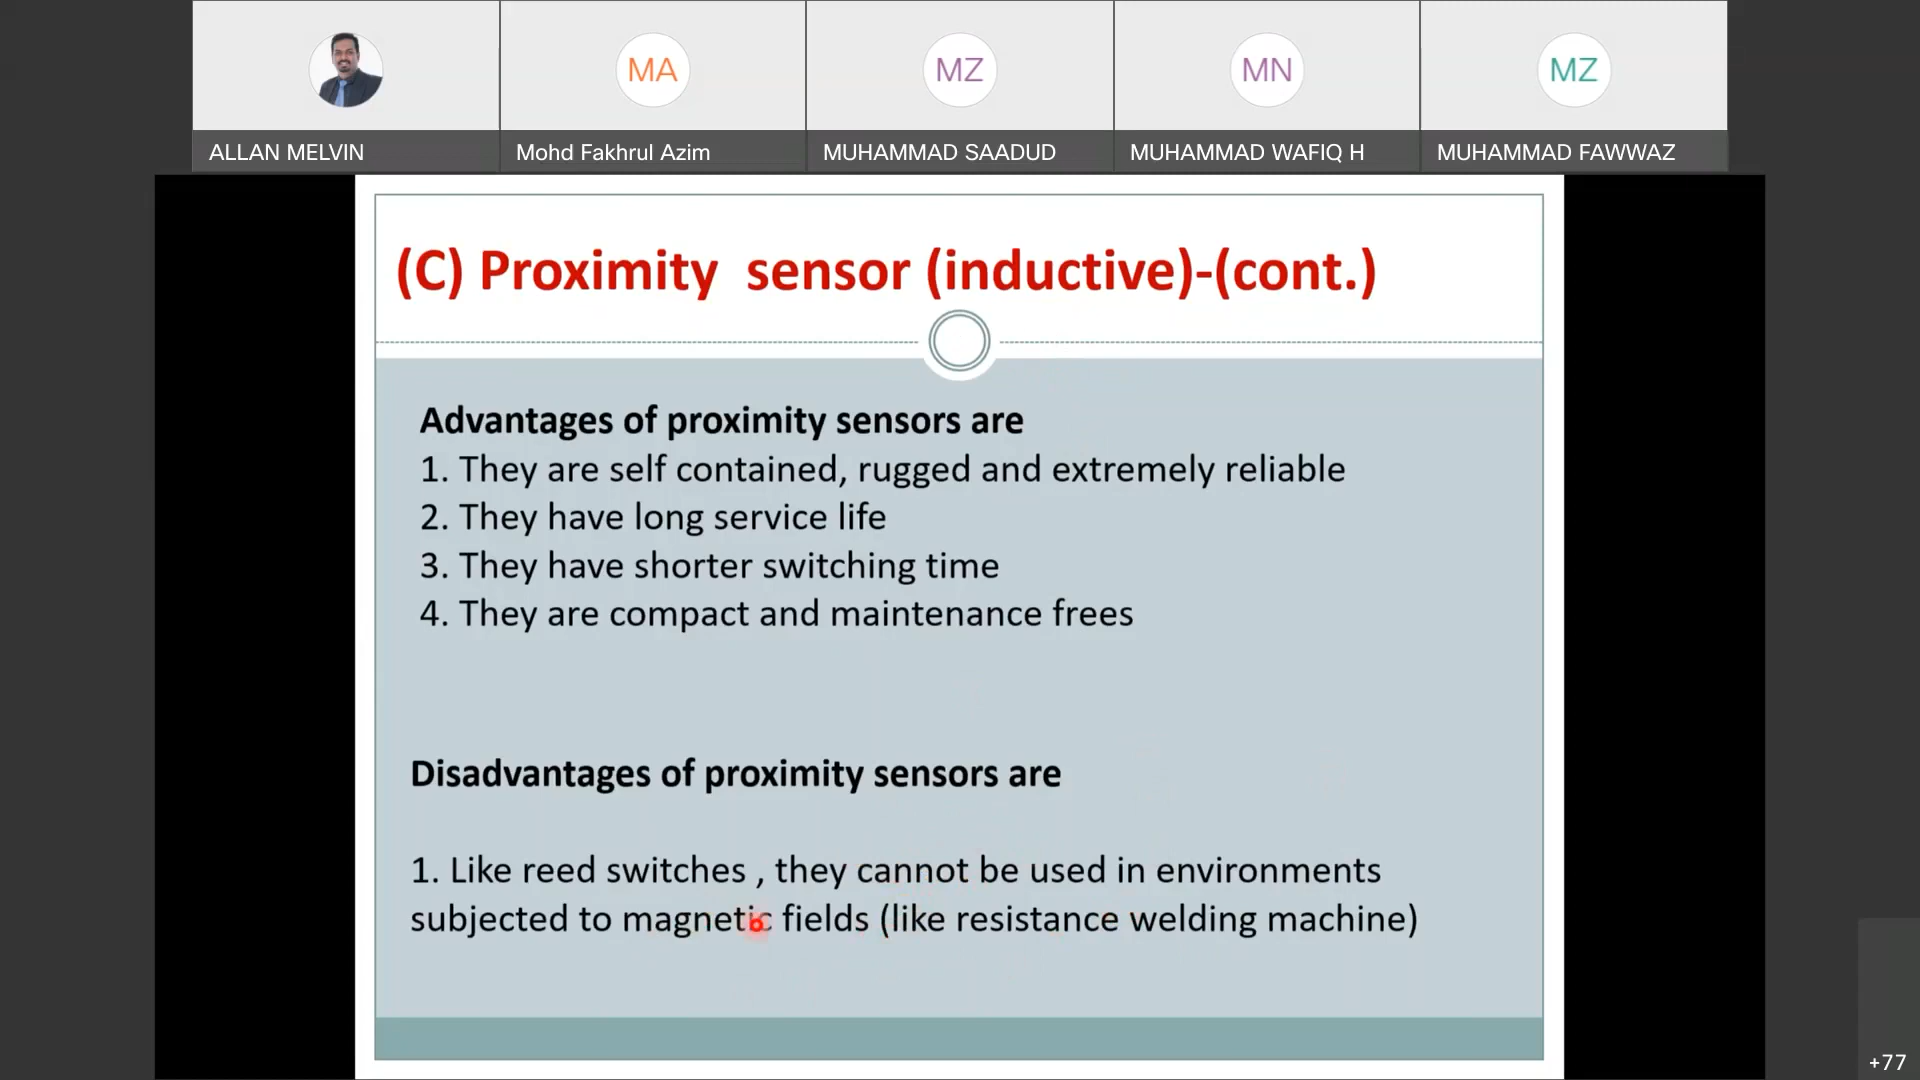 MA
MZ
MN
MZ
ALLAN MELVIN
Mohd Fakhrul Azim
MUHAMMAD SAADUD
MUHAMMAD WAFIQ H
MUHAMMAD FAWWAZ
(C) Proximity sensor (inductive)-(cont.)
Advantages of proximity sensors are
1. They are self contained, rugged and extremely reliable
2. They have long service life
3. They have shorter switching time
4. They are compact and maintenance frees
Disadvantages of proximity sensors are
1. Like reed switches , they cannot be used in environments
subjected to magnetic fields (like resistance welding machine)
+77